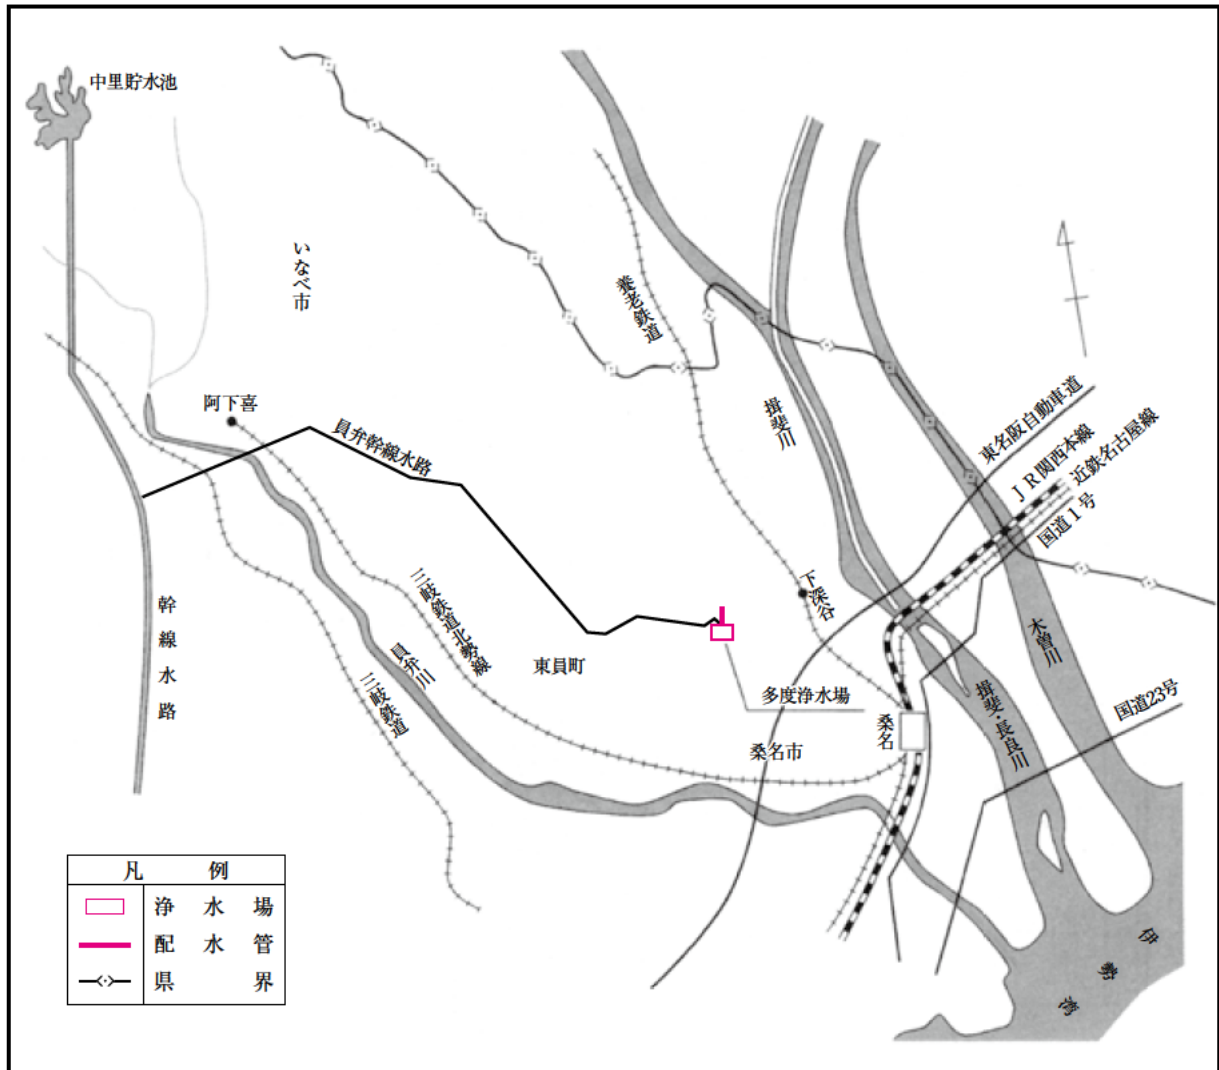 中里貯水池
いなべ市
養老鉄道
阿下喜
員弁幹線水路
揖斐川
東名阪自動車道
ＪＲ関西本線
近鉄名古屋線
国道１号
下深谷
幹線水路
三岐鉄道北勢線
員弁川
三岐鉄道
東員町
木曽川
多度浄水場
桑名
桑名市
揖斐・長良川
国道23号
伊勢湾
凡例
浄水場
配水管
県界